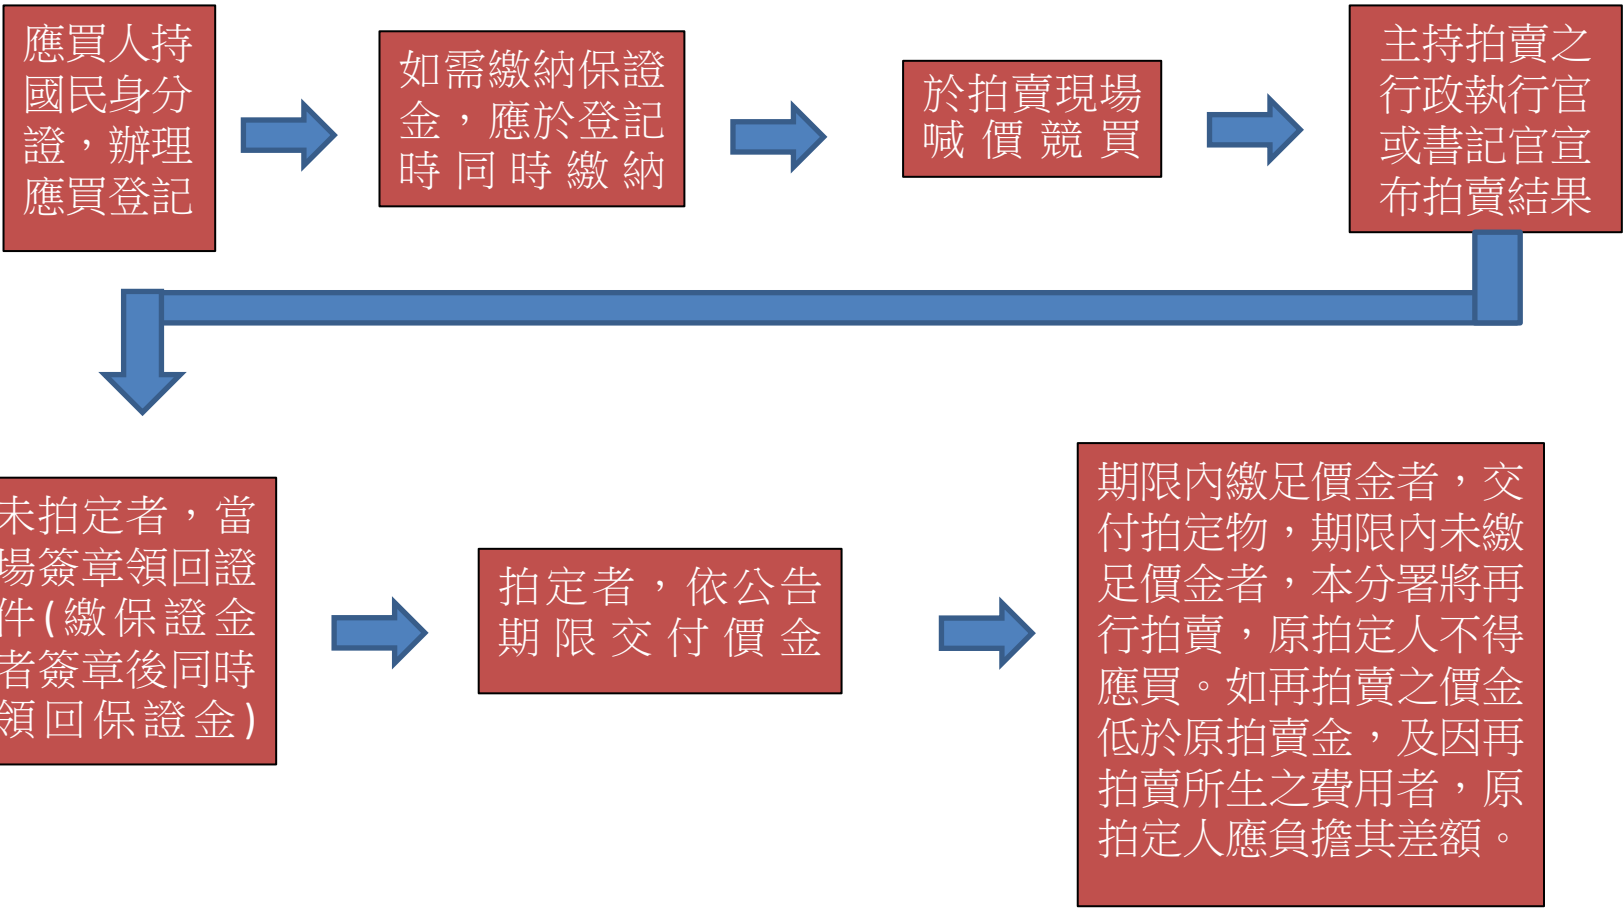 應買人持
國民身分
證，辦理
應買登記
如需繳納保證
金，應於登記
時同時繳納
於拍賣現場
喊價競買
主持拍賣之
行政執行官
或書記官宣
布拍賣結果
未拍定者，當
場簽章領回證
件(繳保證金
者簽章後同時
領回保證金)
拍定者，依公告
期限交付價金
期限內繳足價金者，交
付拍定物，期限內未繳
足價金者，本分署將再
行拍賣，原拍定人不得
應買。如再拍賣之價金
低於原拍賣金，及因再
拍賣所生之費用者，原
拍定人應負擔其差額。